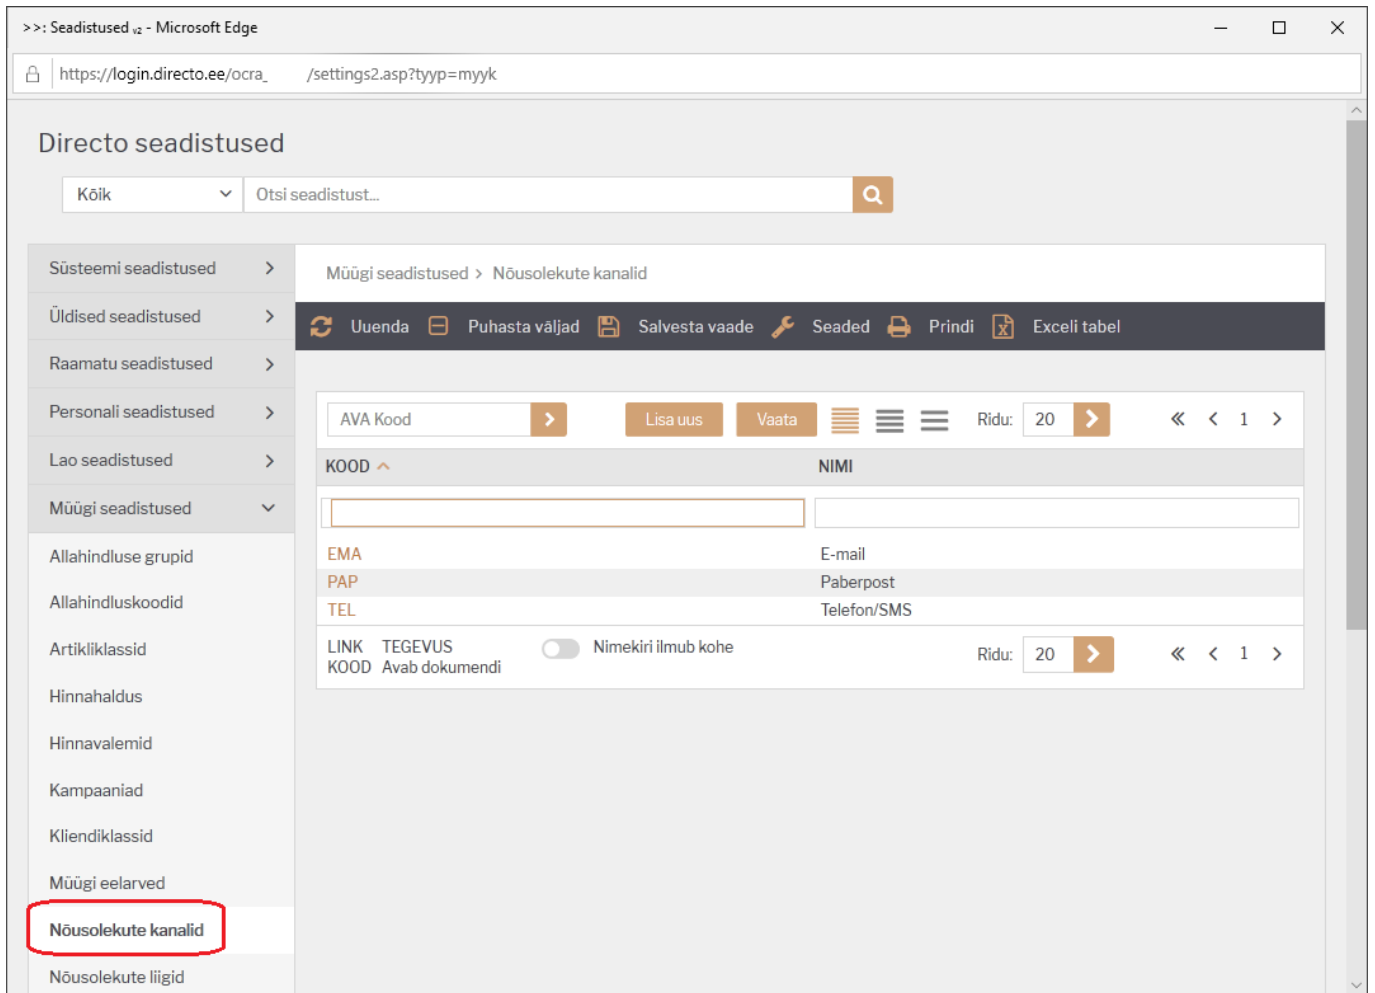 >>: Seadistused v2 - Microsoft Edge
https://login.directo.ee/ocra_ /settings2.asp?tyyp=myyk
Directo seadistused
Kõik Otsi seadistust...
Süsteemi seadistused
Üldised seadistused
Raamatu seadistused
Personali seadistused
Lao seadistused
Müügi seadistused
Allahindluse grupid
Allahindluskoodid
Artikliklassid
Hinnahaldus
Hinnavalemid
Kampaaniad
Kliendiklassid
Müügi eelarved
Nõusolekute kanalid
Nõusolekute liigid
Müügi seadistused > Nõusolekute kanalid
Uuenda Puhasta väljad Salvesta vaade Seaded Prindi Exceli tabel
AVA Kood Lisa uus Vaata Ridu: 20 1
KOOD NIMI
EMA E-mail
PAP Paberpost
TEL Telefon/SMS
LINK TEGEVUS Nimekiri ilmub kohe
KOOD Avab dokumendi
Ridu: 20 1